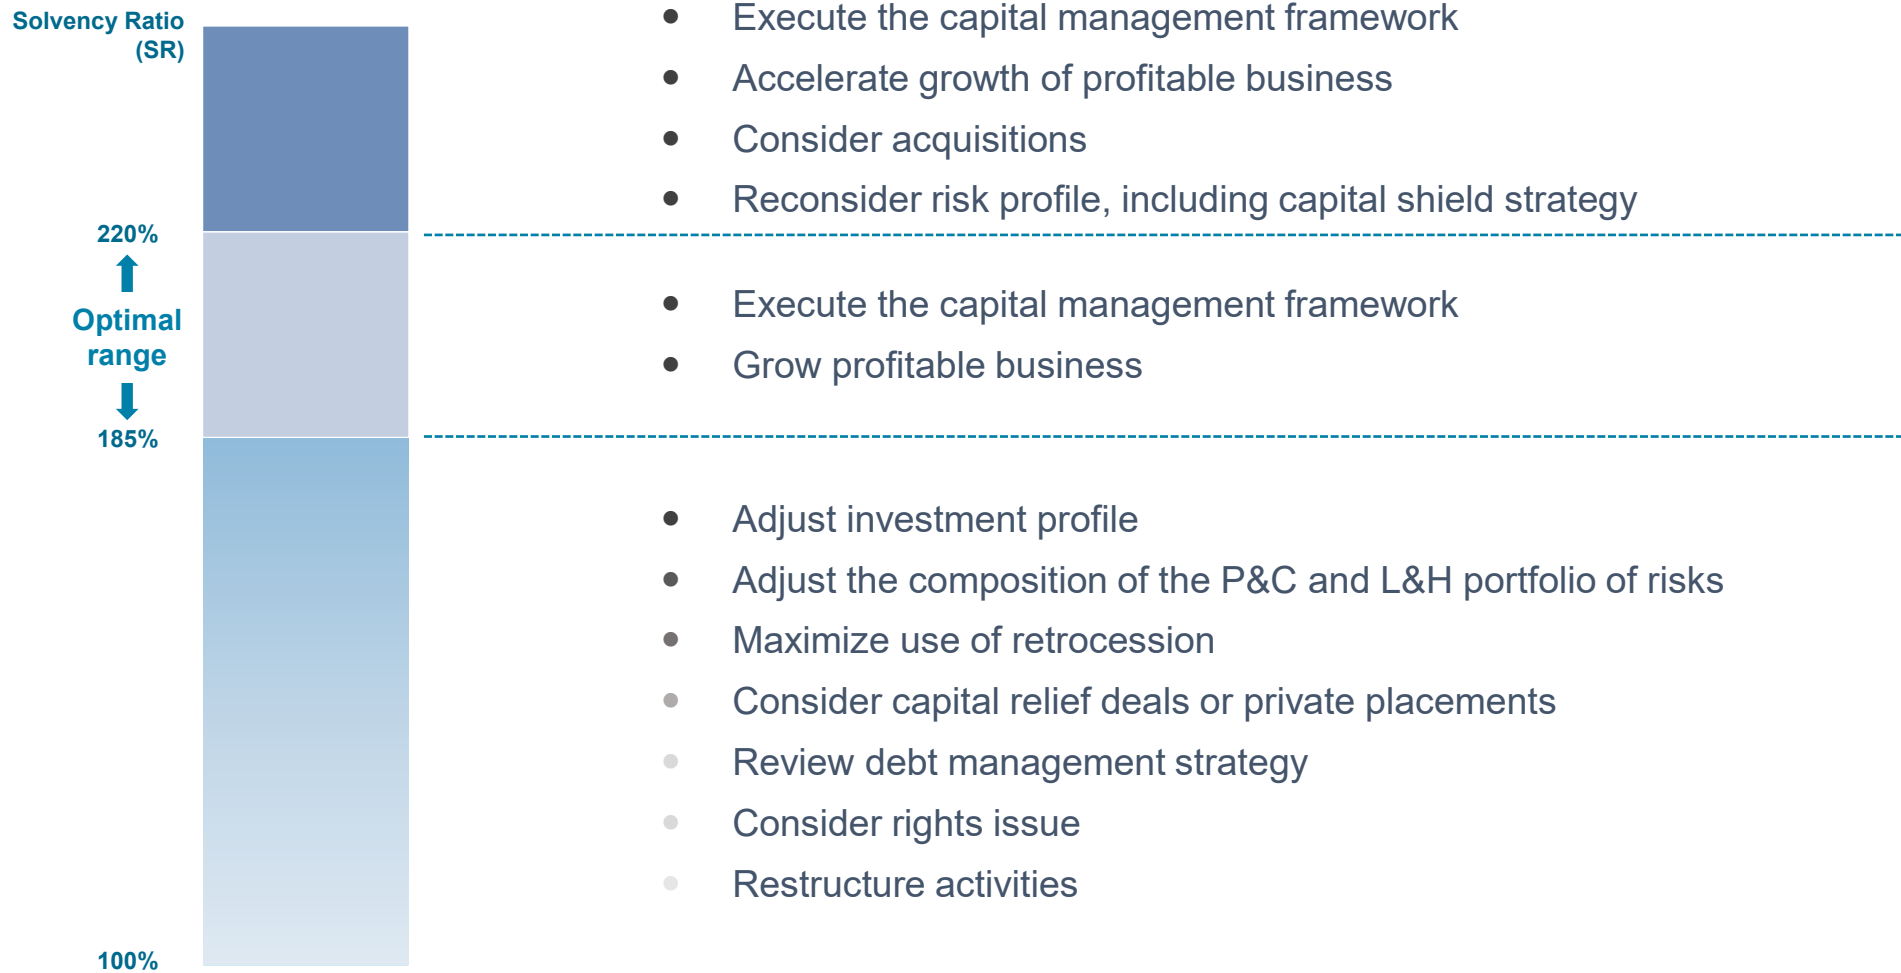 Solvency Ratio
(SR)
• Execute the capital management framework
• Accelerate growth of profitable business
• Consider acquisitions
• Reconsider risk profile, including capital shield strategy
220%
Optimal
range
• Execute the capital management framework
• Grow profitable business
185%
• Adjust investment profile
• Adjust the composition of the P&C and L&H portfolio of risks
• Maximize use of retrocession
• Consider capital relief deals or private placements
• Review debt management strategy
• Consider rights issue
• Restructure activities
100%